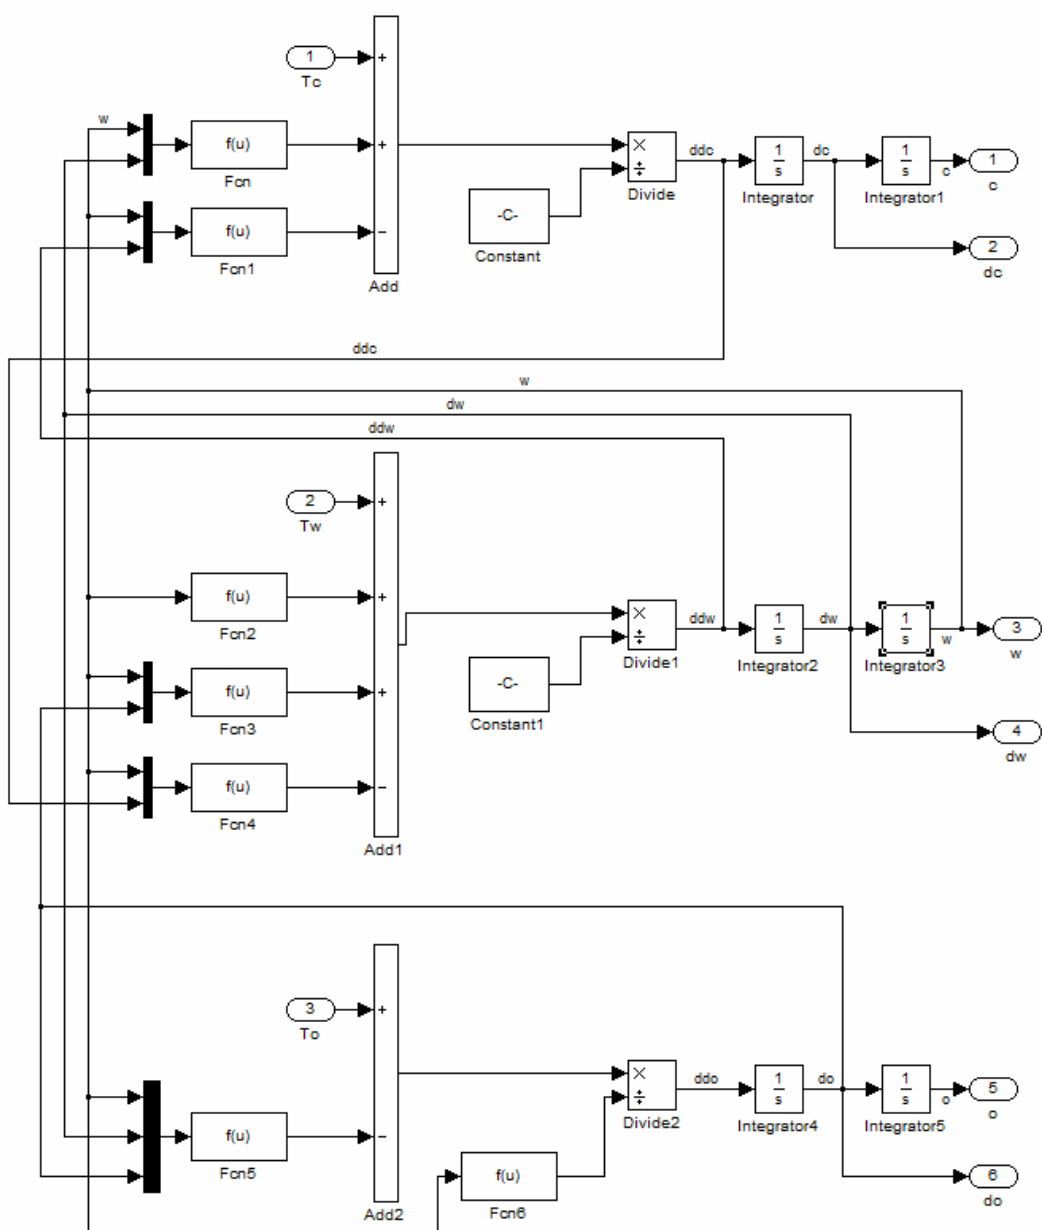 1
Tc
+
w
f(u)
Fcn
+
×
÷
Divide
ddc
1
s
Integrator
dc
1
s
Integrator1
c
1
c
f(u)
Fcn1
−
Add
-C-
Constant
2
dc
ddc
w
dw
ddw
2
Tw
+
f(u)
Fcn2
+
×
÷
Divide1
ddw
1
s
Integrator2
dw
1
s
Integrator3
w
3
w
f(u)
Fcn3
+
-C-
Constant1
4
dw
f(u)
Fcn4
−
Add1
3
To
+
×
÷
Divide2
ddo
1
s
Integrator4
do
1
s
Integrator5
o
5
o
f(u)
Fcn5
−
Add2
f(u)
Fcn6
6
do